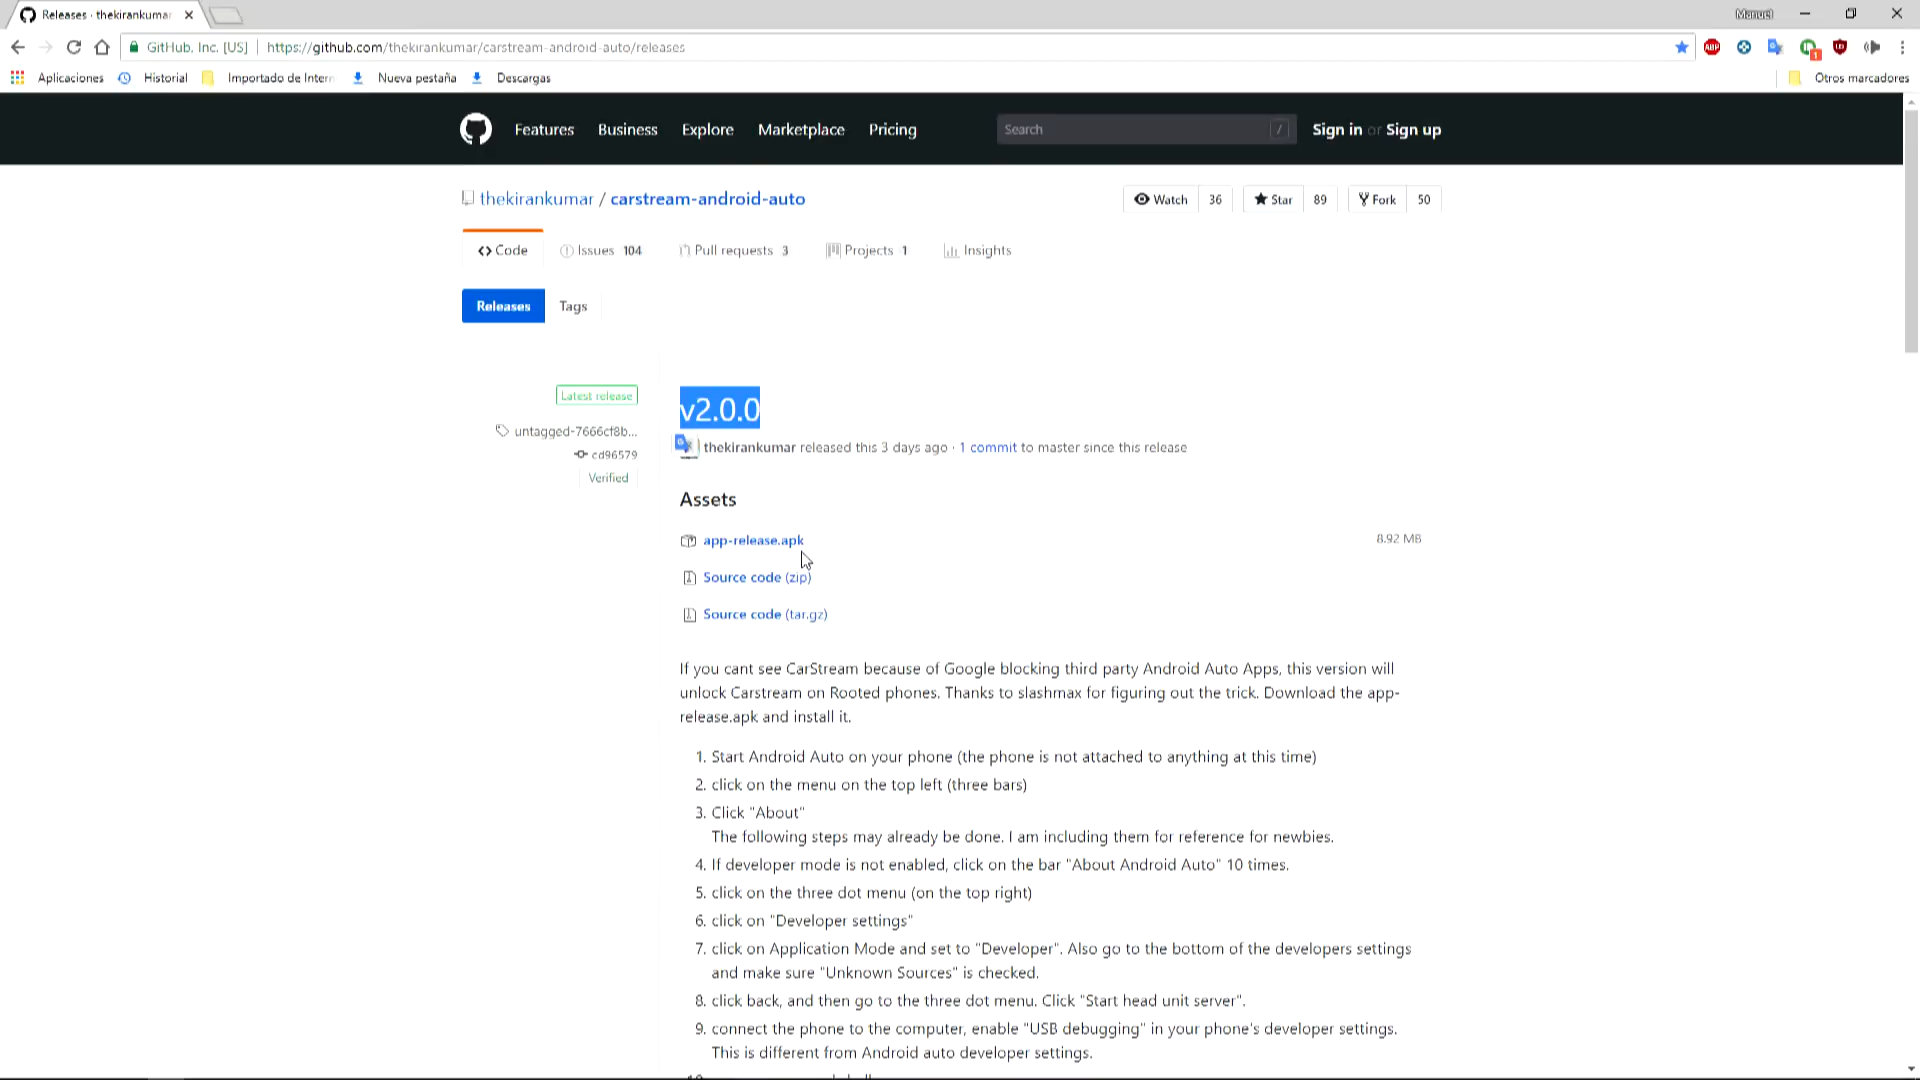 Releases · thekirankumar
Manuel
GitHub, Inc. [US] https://github.com/thekirankumar/carstream-android-auto/releases
ABP
1
Aplicaciones Historial Importado de Intern Nueva pestaña Descargas Otros marcadores
Features Business Explore Marketplace Pricing Search / Sign in or Sign up
thekirankumar / carstream-android-auto Watch 36 Star 89 Fork 50
Code Issues 104 Pull requests 3 Projects 1 Insights
Releases Tags
Latest release
v2.0.0
untagged-7666cf8b...
thekirankumar released this 3 days ago · 1 commit to master since this release
cd96579
Verified
Assets
app-release.apk 8.92 MB
Source code (zip)
Source code (tar.gz)
If you cant see CarStream because of Google blocking third party Android Auto Apps, this version will
unlock Carstream on Rooted phones. Thanks to slashmax for figuring out the trick. Download the app-
release.apk and install it.
1. Start Android Auto on your phone (the phone is not attached to anything at this time)
2. click on the menu on the top left (three bars)
3. Click "About"
The following steps may already be done. I am including them for reference for newbies.
4. If developer mode is not enabled, click on the bar "About Android Auto" 10 times.
5. click on the three dot menu (on the top right)
6. click on "Developer settings"
7. click on Application Mode and set to "Developer". Also go to the bottom of the developers settings
and make sure "Unknown Sources" is checked.
8. click back, and then go to the three dot menu. Click "Start head unit server".
9. connect the phone to the computer, enable "USB debugging" in your phone's developer settings.
This is different from Android auto developer settings.